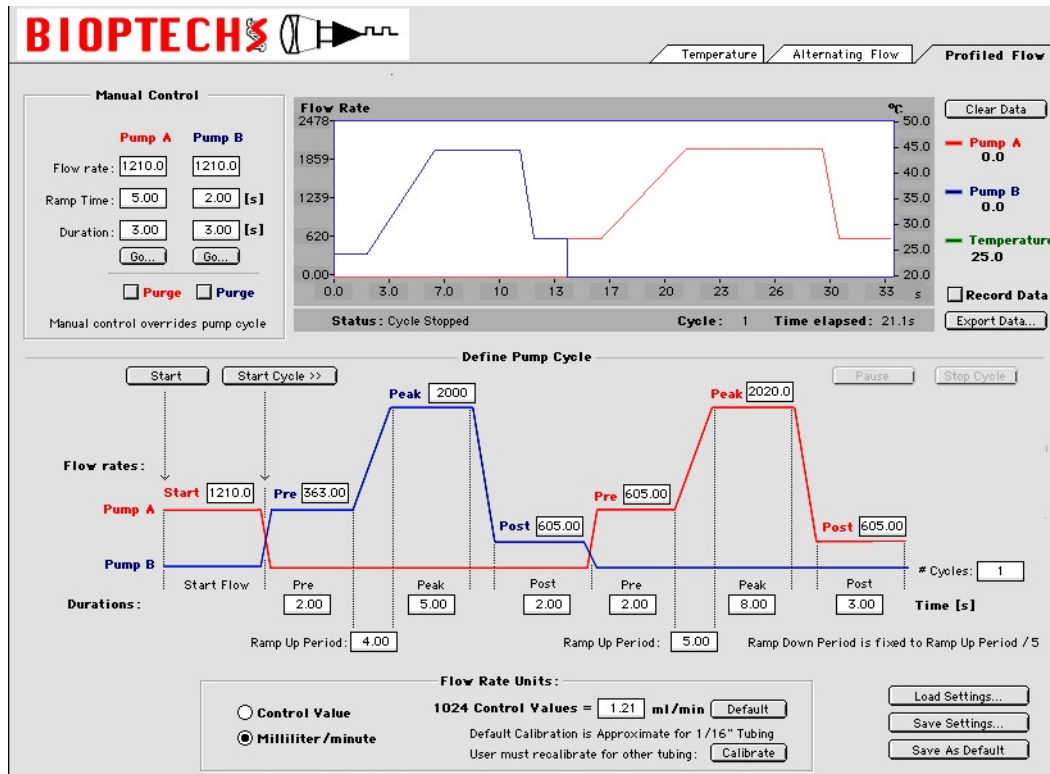 BIOPTECHS
Temperature Alternating Flow Profiled Flow
Manual Control
Pump A Pump B
Flow rate: 1210.0 1210.0
Ramp Time: 5.00 2.00 [s]
Duration: 3.00 3.00 [s]
Go... Go...
Purge Purge
Manual control overrides pump cycle
Flow Rate ºC
2478 50.0
45.0
1859 40.0
35.0
1239 30.0
620 25.0
0.00 20.0
0.0 3.0 7.0 10 13 17 20 23 26 30 33 s
Status: Cycle Stopped Cycle: 1 Time elapsed: 21.1s
Clear Data
Pump A
0.0
Pump B
0.0
Temperature
25.0
Record Data
Export Data...
Define Pump Cycle
Start Start Cycle >> Pause Stop Cycle
Peak 2000 Peak 2020.0
Flow rates:
Start 1210.0 Pre 363.00 Pre 605.00
Pump A
Post 605.00 Post 605.00
Pump B
# Cycles: 1
Start Flow Pre Peak Post Pre Peak Post
Durations: 2.00 5.00 2.00 2.00 8.00 3.00 Time [s]
Ramp Up Period: 4.00 Ramp Up Period: 5.00 Ramp Down Period is fixed to Ramp Up Period / 5
Flow Rate Units:
Control Value
Milliliter/minute
1024 Control Values = 1.21 ml/min Default
Default Calibration is Approximate for 1/16" Tubing
User must recalibrate for other tubing: Calibrate
Load Settings...
Save Settings...
Save As Default